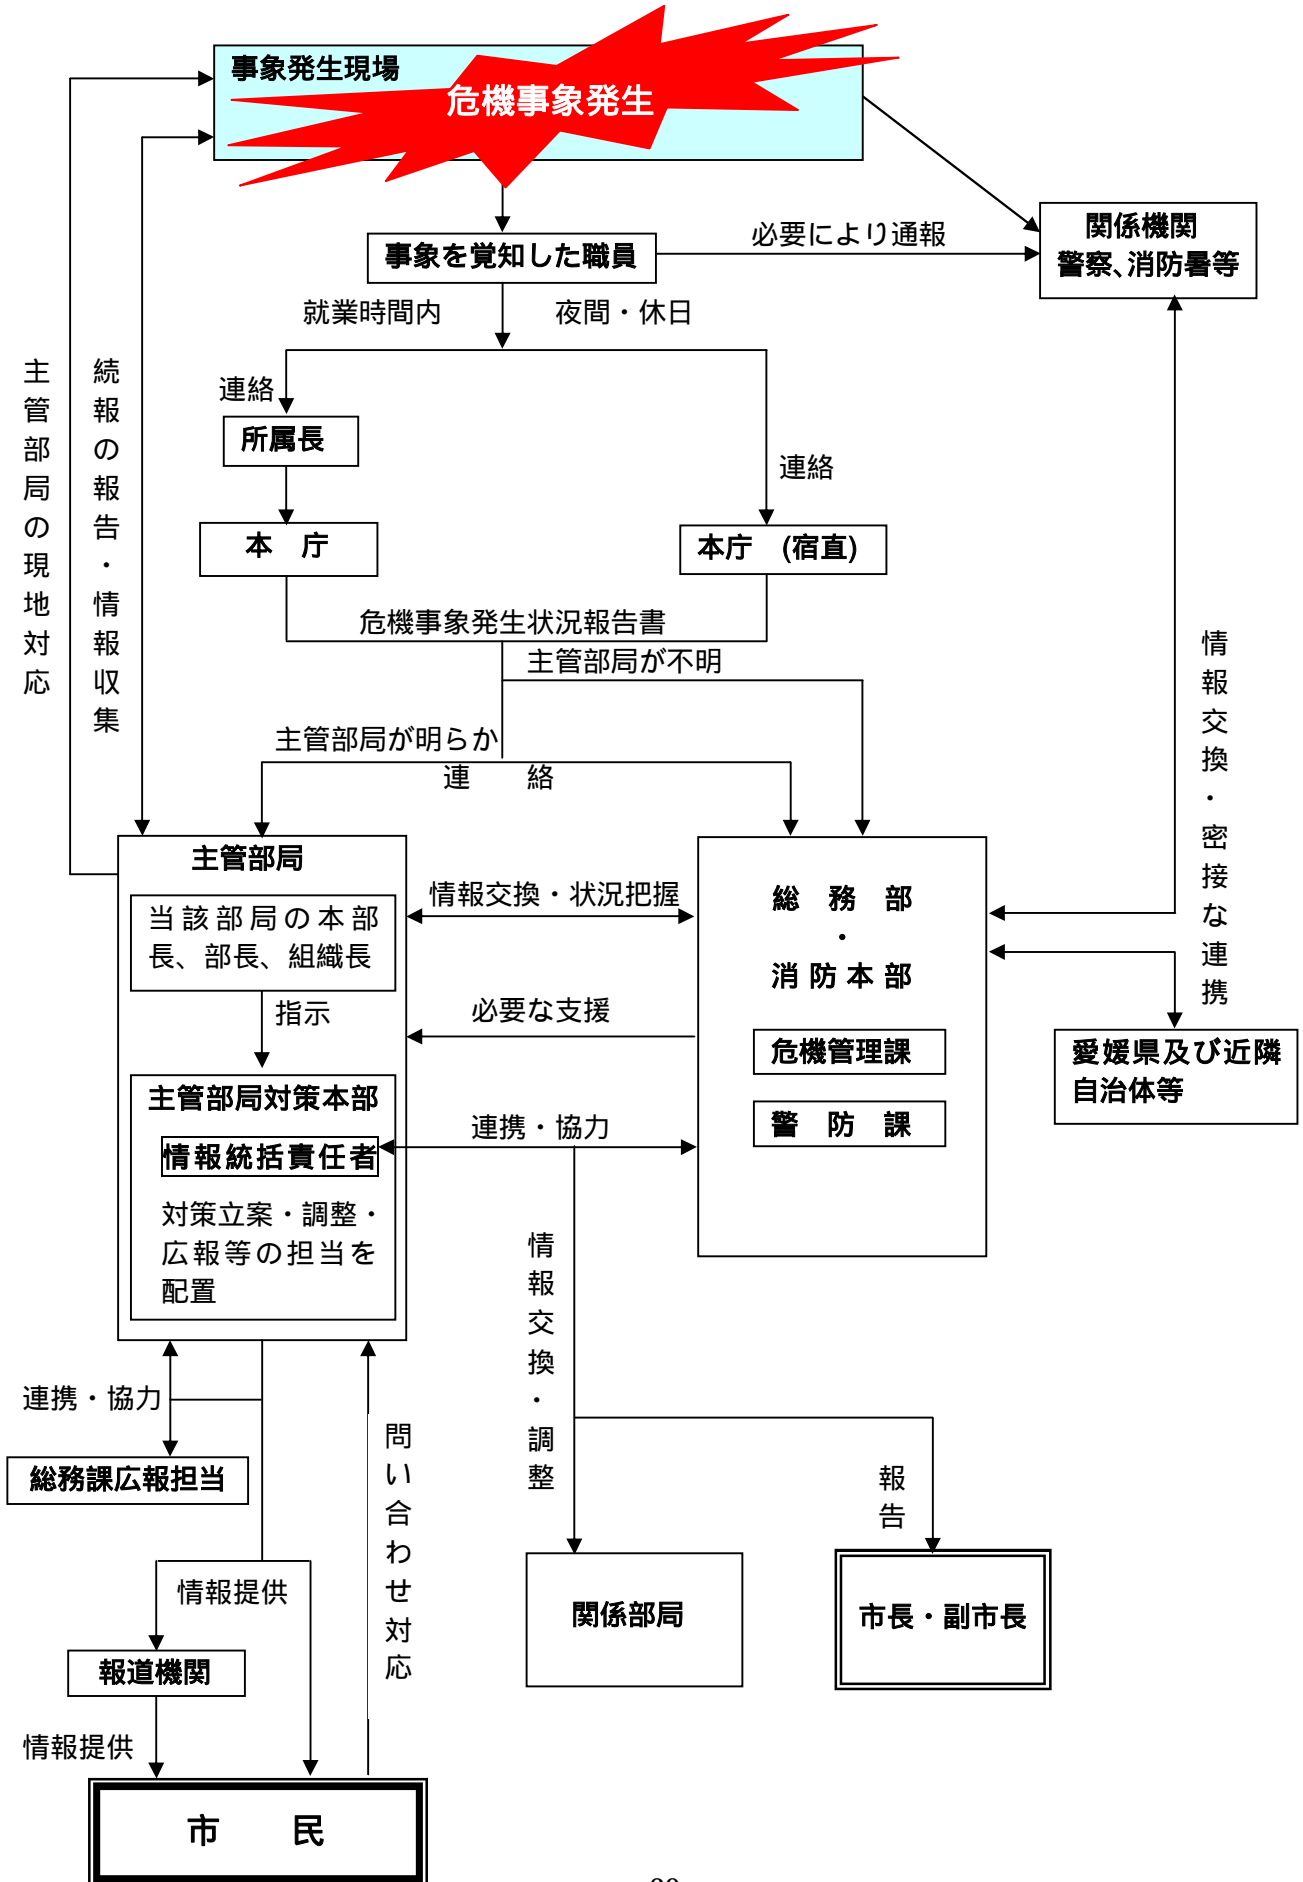 事象発生現場
危機事象発生
関係機関
警察、消防暑等
必要により通報
事象を覚知した職員
就業時間内
夜間・休日
主管部局の現地対応
続報の報告・情報収集
連絡
所属長
連絡
本　庁
本庁　(宿直)
危機事象発生状況報告書
主管部局が不明
情報交換・密接な連携
主管部局が明らか
連　　絡
主管部局
当該部局の本部
長、部長、組織長
情報交換・状況把握
総　務　部
・
消防本部
指示
必要な支援
危機管理課
愛媛県及び近隣
自治体等
主管部局対策本部
連携・協力
警　防　課
情報統括責任者
対策立案・調整・
広報等の担当を
配置
情報交換・調整
連携・協力
問い合わせ対応
総務課広報担当
報告
情報提供
関係部局
市長・副市長
報道機関
情報提供
市　　民